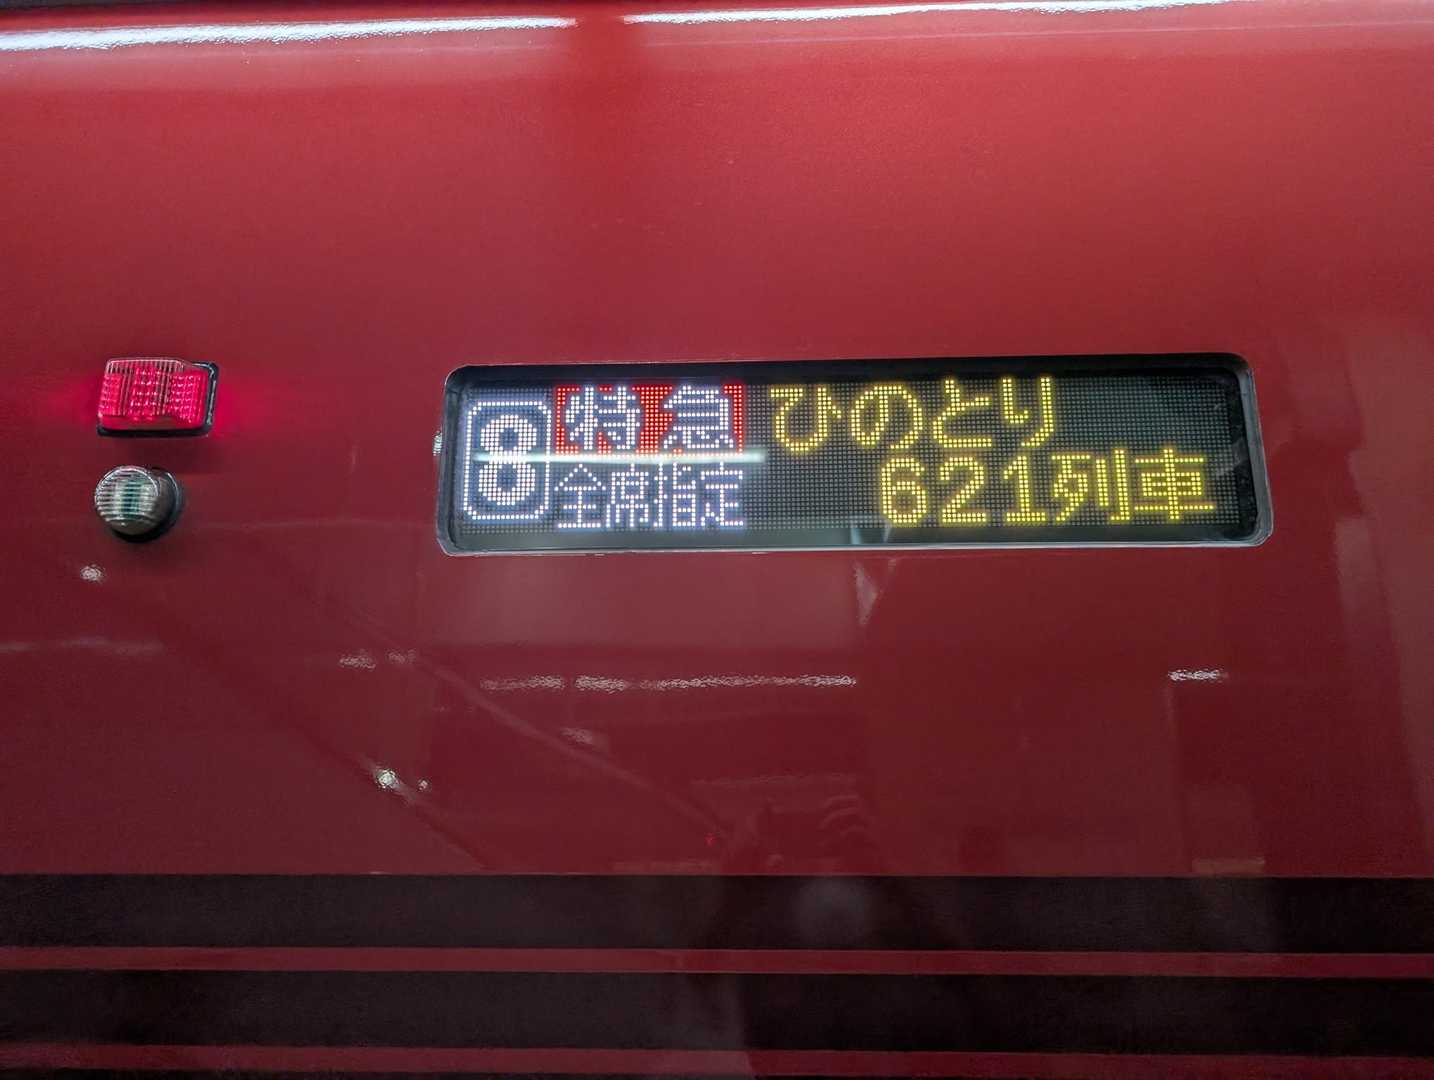 8
特急
ひのとり
全席指定
621列車